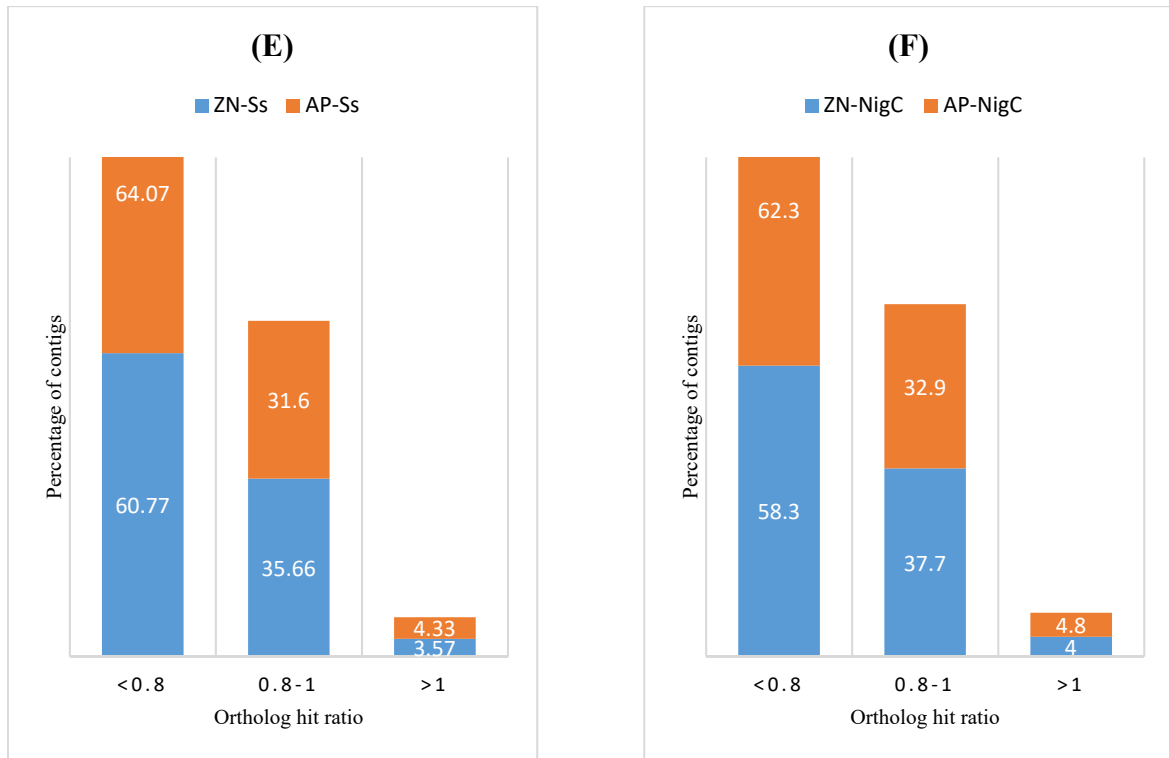 (E)
ZN-Ss AP-Ss
Percentage of contigs
64.07
60.77
31.6
35.66
4.33
3.57
<0.8 0.8-1 >1
Ortholog hit ratio
(F)
ZN-NigC AP-NigC
Percentage of contigs
62.3
58.3
32.9
37.7
4.8
4
<0.8 0.8-1 >1
Ortholog hit ratio